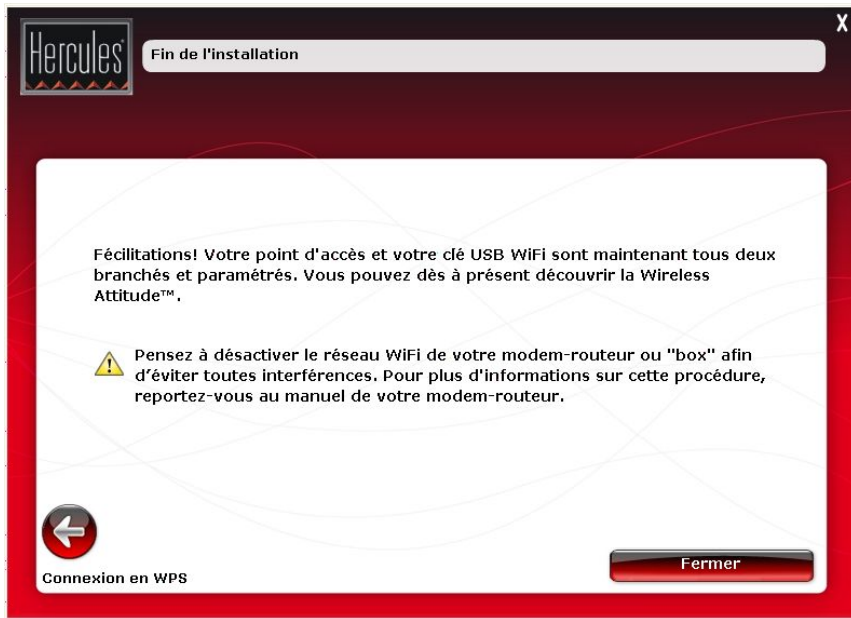 X
Hercules
Fin de l'installation
Fécilitations! Votre point d'accès et votre clé USB WiFi sont maintenant tous deux
branchés et paramétrés. Vous pouvez dès à présent découvrir la Wireless
Attitude™.
Pensez à désactiver le réseau WiFi de votre modem-routeur ou "box" afin
d’éviter toutes interférences. Pour plus d'informations sur cette procédure,
reportez-vous au manuel de votre modem-routeur.
Connexion en WPS
Fermer